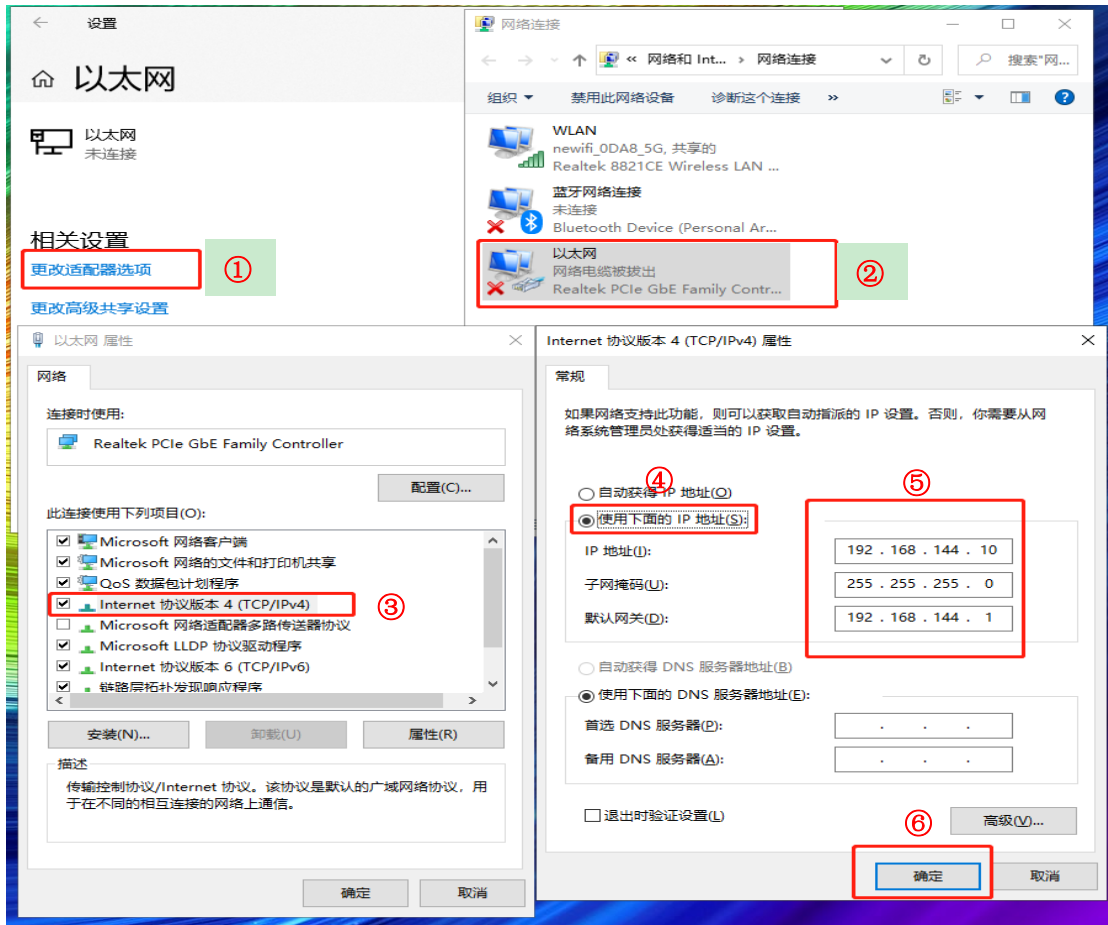 设置
以太网
以太网
未连接
相关设置
更改适配器选项
①
更改高级共享设置
网络连接
« 网络和 Int... › 网络连接
搜索"网...
组织
禁用此网络设备
诊断这个连接
»
WLAN
newifi_0DA8_5G, 共享的
Realtek 8821CE Wireless LAN ...
蓝牙网络连接
未连接
Bluetooth Device (Personal Ar...
以太网
网络电缆被拔出
Realtek PCIe GbE Family Contr...
②
以太网 属性
网络
连接时使用:
Realtek PCIe GbE Family Controller
配置(C)...
此连接使用下列项目(O):
Microsoft 网络客户端
Microsoft 网络的文件和打印机共享
QoS 数据包计划程序
Internet 协议版本 4 (TCP/IPv4)
③
Microsoft 网络适配器多路传送器协议
Microsoft LLDP 协议驱动程序
Internet 协议版本 6 (TCP/IPv6)
链路层拓扑发现响应程序
安装(N)...
卸载(U)
属性(R)
描述
传输控制协议/Internet 协议。该协议是默认的广域网络协议，用
于在不同的相互连接的网络上通信。
确定
取消
Internet 协议版本 4 (TCP/IPv4) 属性
常规
如果网络支持此功能，则可以获取自动指派的 IP 设置。否则，你需要从网
络系统管理员处获得适当的 IP 设置。
④
自动获得 IP 地址(O)
⑤
使用下面的 IP 地址(S):
IP 地址(I):
192 . 168 . 144 . 10
子网掩码(U):
255 . 255 . 255 . 0
默认网关(D):
192 . 168 . 144 . 1
自动获得 DNS 服务器地址(B)
使用下面的 DNS 服务器地址(E):
首选 DNS 服务器(P):
. . .
备用 DNS 服务器(A):
. . .
退出时验证设置(L)
⑥
高级(V)...
确定
取消